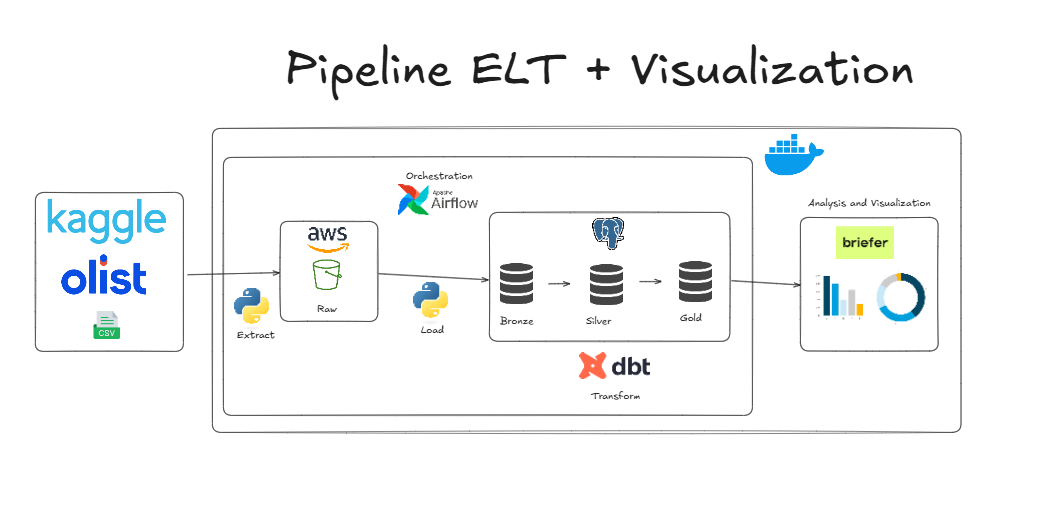 Pipeline ELT + Visualization
Orchestration
Apache
Airflow
kaggle
olist
CSV
aws
Raw
Extract
Load
Bronze
Silver
Gold
dbt
Transform
Analysis and Visualization
briefer